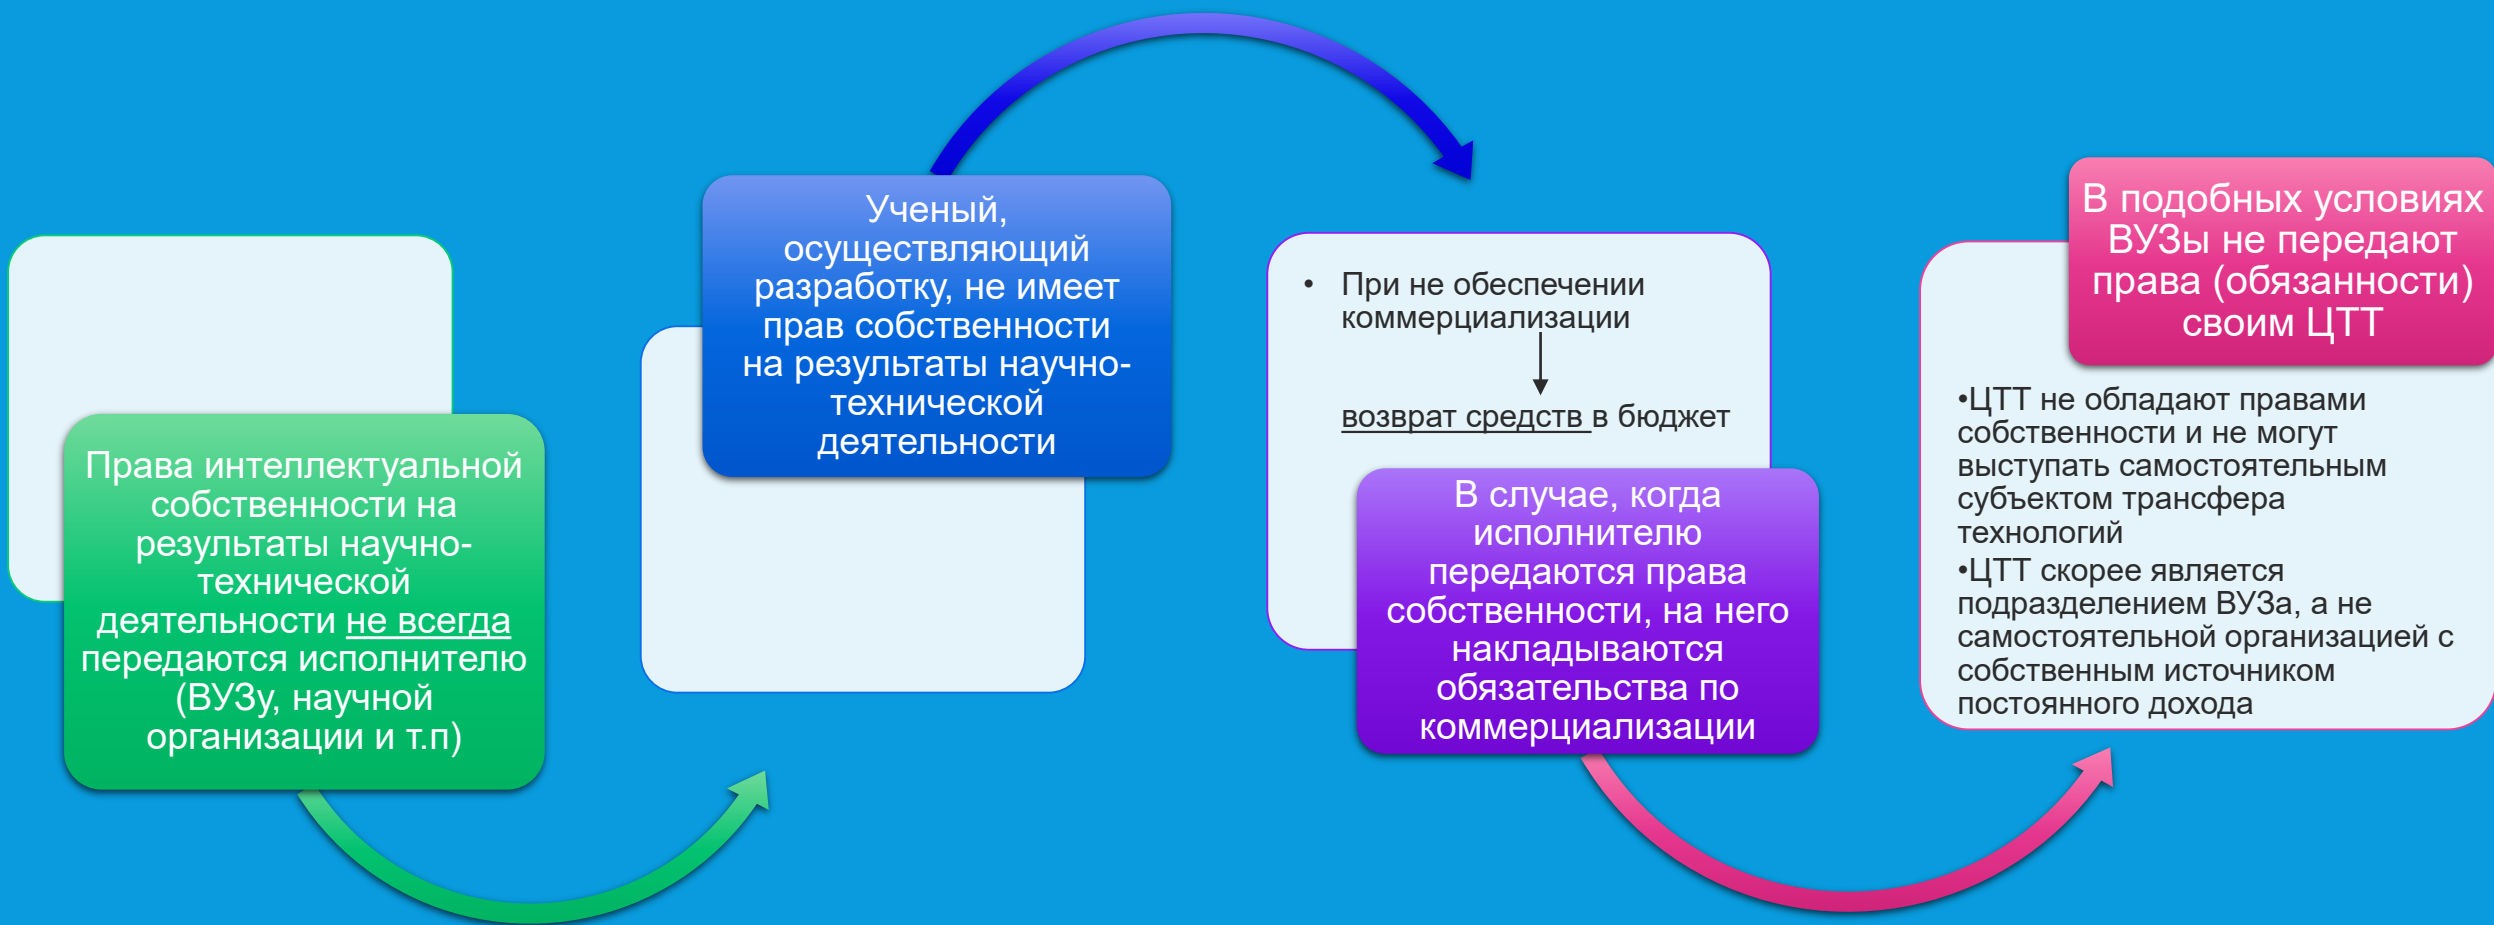 Права интеллектуальной
собственности на
результаты научно-
технической
деятельности не всегда
передаются исполнителю
(ВУЗу, научной
организации и т.п)
Ученый,
осуществляющий
разработку, не имеет
прав собственности
на результаты научно-
технической
деятельности
• При не обеспечении
коммерциализации
возврат средств в бюджет
В случае, когда
исполнителю
передаются права
собственности, на него
накладываются
обязательства по
коммерциализации
В подобных условиях
ВУЗы не передают
права (обязанности)
своим ЦТТ
•ЦТТ не обладают правами
собственности и не могут
выступать самостоятельным
субъектом трансфера
технологий
•ЦТТ скорее является
подразделением ВУЗа, а не
самостоятельной организацией с
собственным источником
постоянного дохода